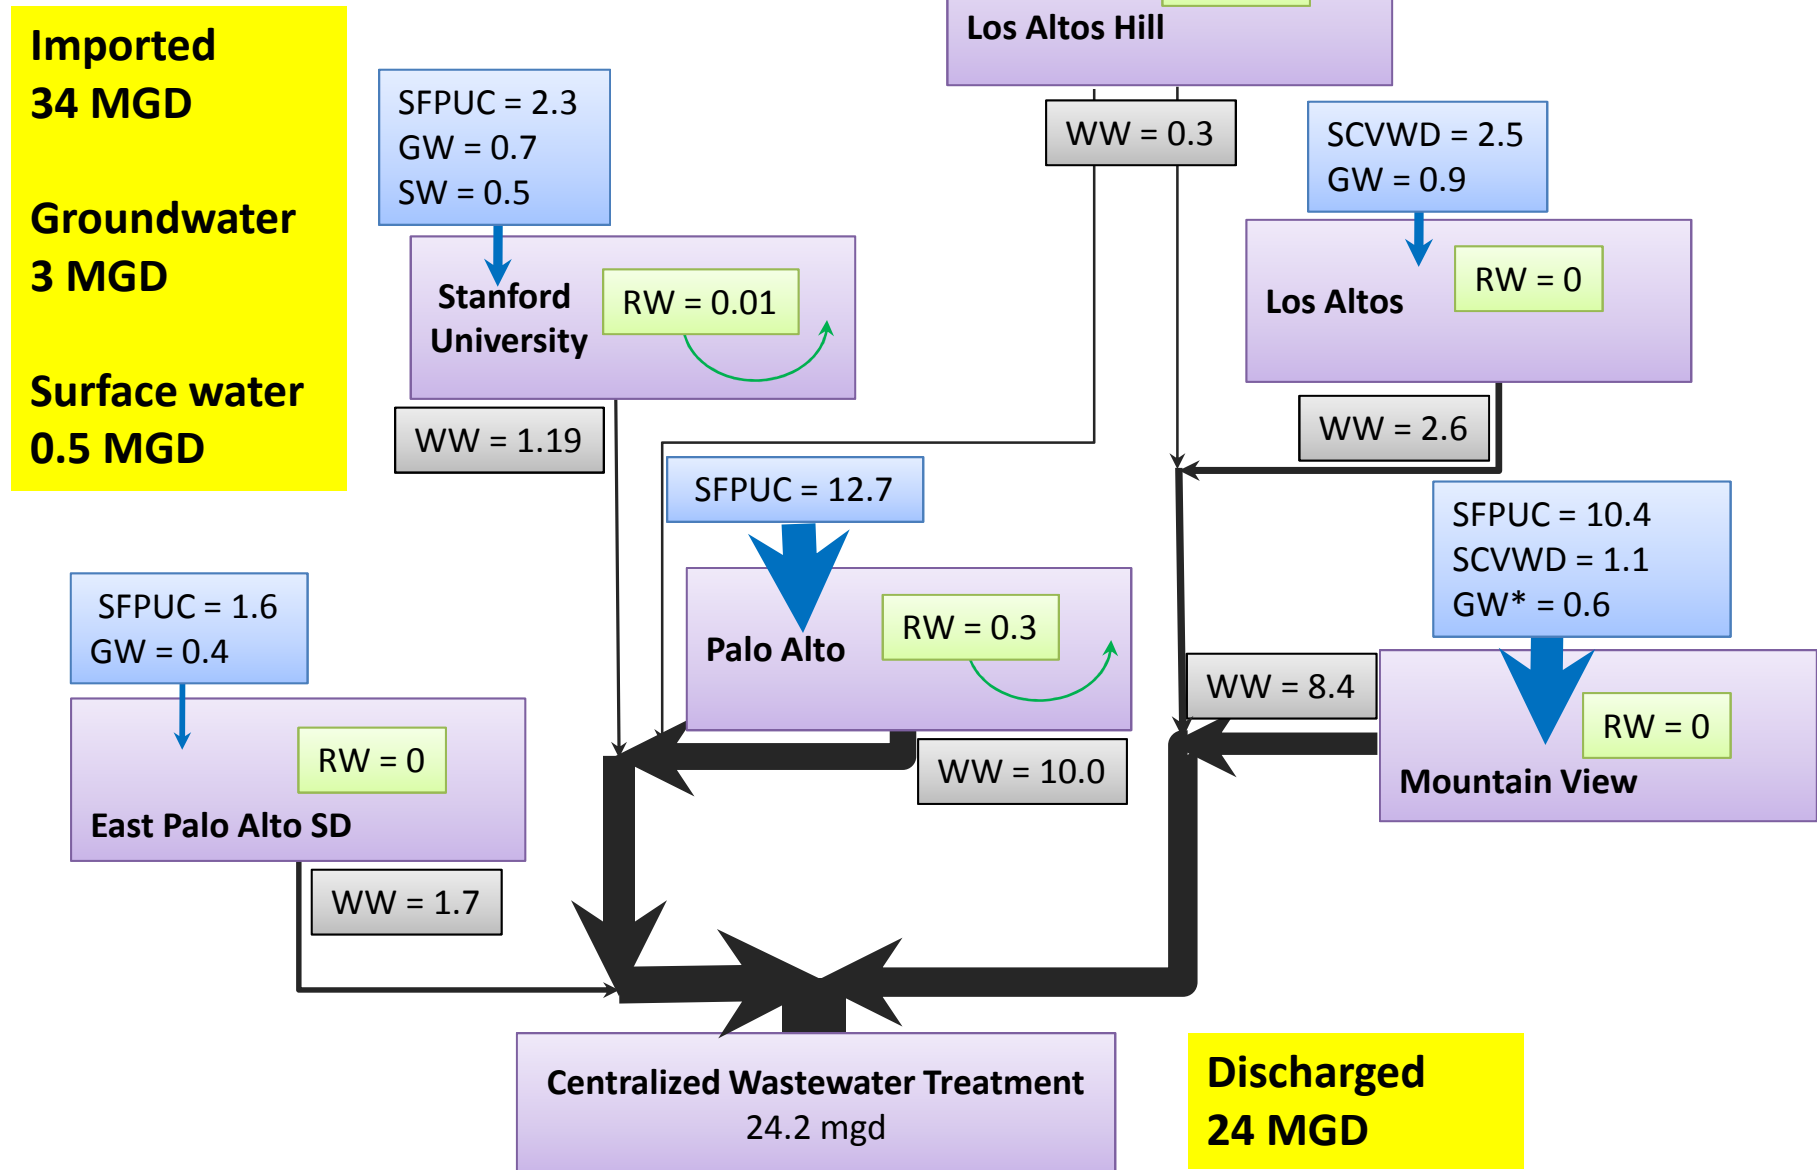 Imported
34 MGD
Groundwater
3 MGD
Surface water
0.5 MGD
Los Altos Hill
WW = 0.3
SFPUC = 2.3
GW = 0.7
SW = 0.5
Stanford
University
RW = 0.01
WW = 1.19
SCVWD = 2.5
GW = 0.9
Los Altos
RW = 0
WW = 2.6
SFPUC = 12.7
Palo Alto
RW = 0.3
WW = 10.0
SFPUC = 10.4
SCVWD = 1.1
GW* = 0.6
WW = 8.4
RW = 0
Mountain View
SFPUC = 1.6
GW = 0.4
RW = 0
East Palo Alto SD
WW = 1.7
Centralized Wastewater Treatment
24.2 mgd
Discharged
24 MGD